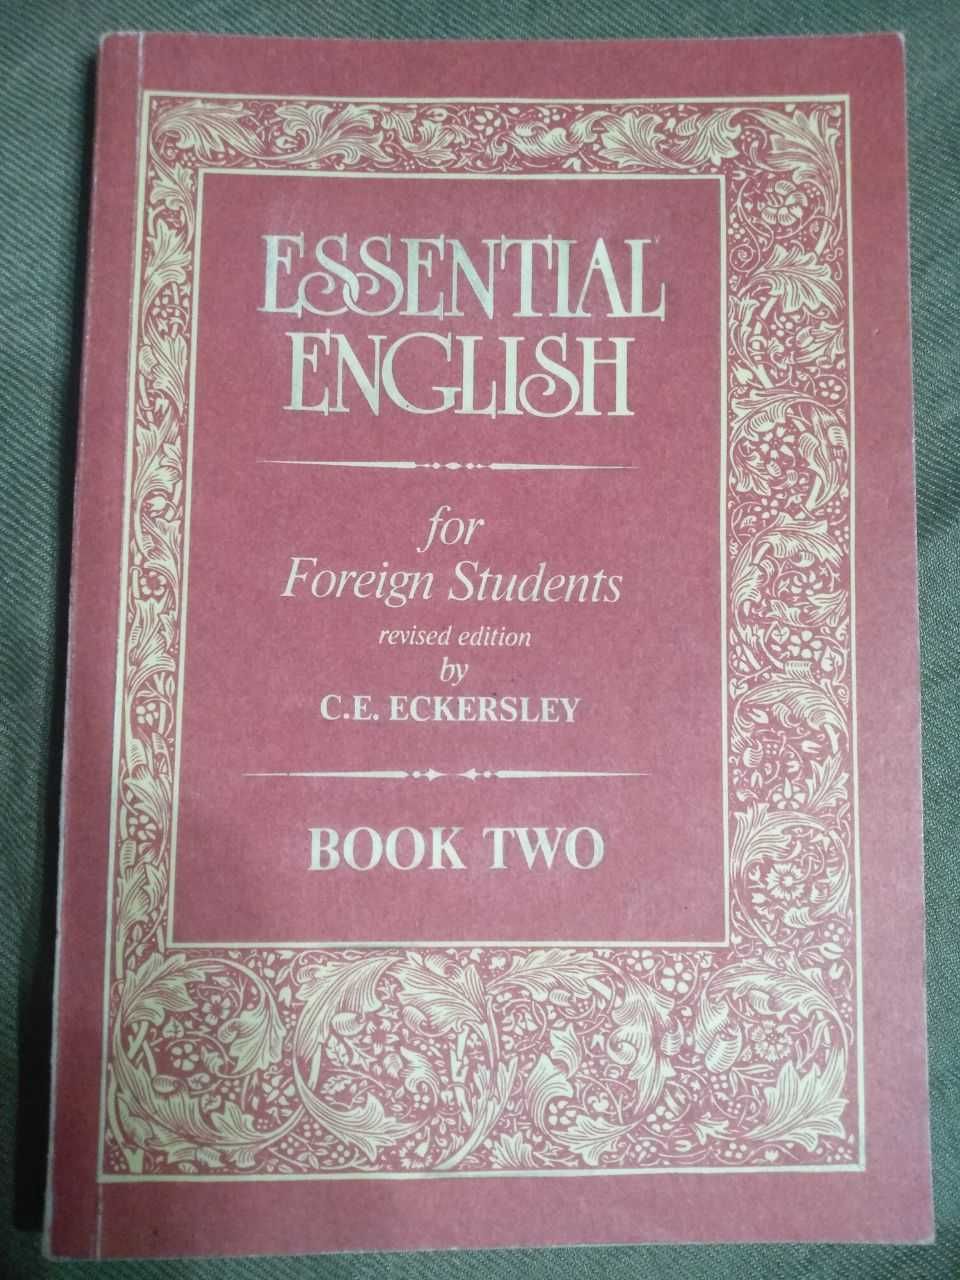 ESSENTIAL
ENGLISH
for
Foreign Students
revised edition
by
C.E. ECKERSLEY
BOOK TWO